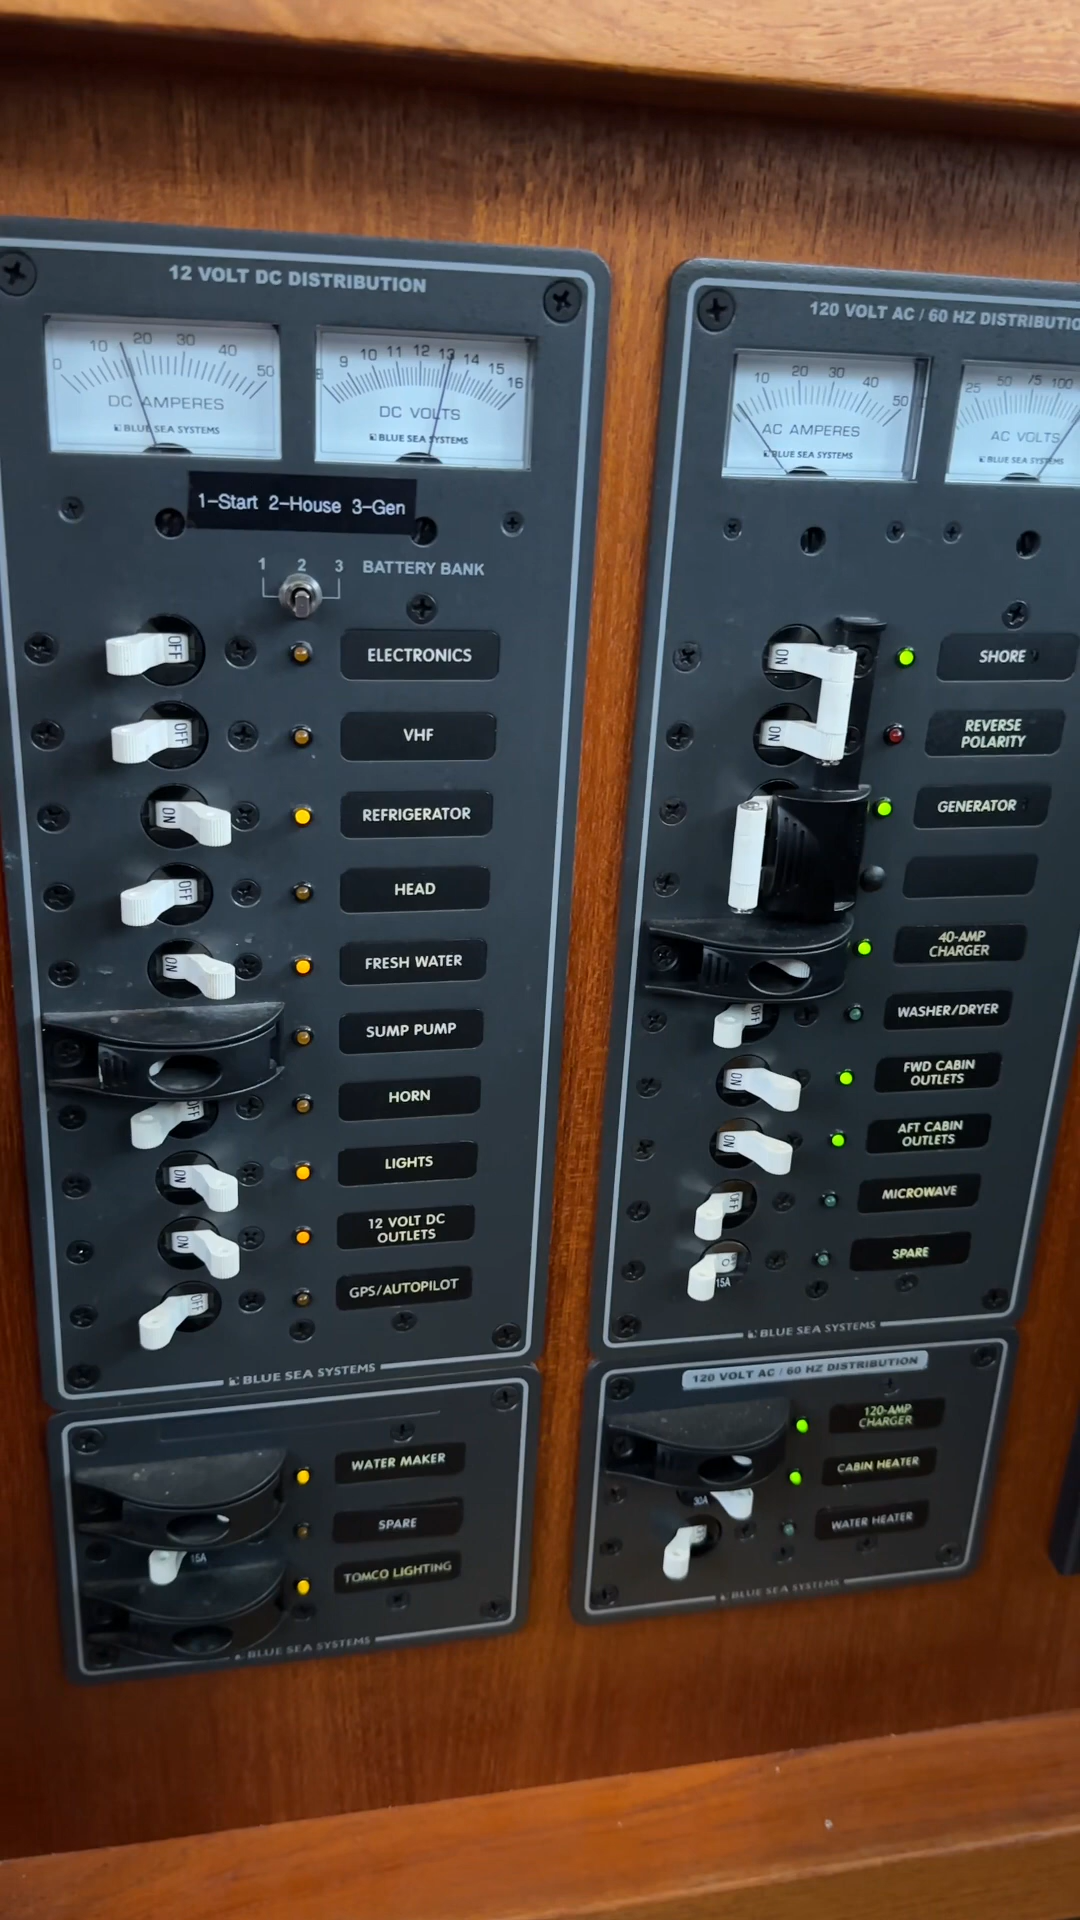 12 VOLT DC DISTRIBUTION
0 10 20 30 40 50
DC AMPERES
BLUE SEA SYSTEMS
8 9 10 11 12 13 14 15 16
DC VOLTS
BLUE SEA SYSTEMS
1-Start 2-House 3-Gen
1 2 3 BATTERY BANK
OFF ELECTRONICS
OFF VHF
ON REFRIGERATOR
OFF HEAD
ON FRESH WATER
SUMP PUMP
OFF HORN
ON LIGHTS
ON 12 VOLT DC
OUTLETS
OFF GPS/AUTOPILOT
BLUE SEA SYSTEMS
WATER MAKER
SPARE
15A
TOMCO LIGHTING
BLUE SEA SYSTEMS
120 VOLT AC / 60 HZ DISTRIBUTIO
10 20 30 40 50
AC AMPERES
BLUE SEA SYSTEMS
25 50 75 100
AC VOLTS
BLUE SEA SYSTEMS
ON SHORE
ON REVERSE
POLARITY
GENERATOR
40-AMP
CHARGER
OFF WASHER/DRYER
ON FWD CABIN
OUTLETS
ON AFT CABIN
OUTLETS
OFF MICROWAVE
SPARE
15A
BLUE SEA SYSTEMS
120 VOLT AC / 60 HZ DISTRIBUTION
120-AMP
CHARGER
CABIN HEATER
30A
WATER HEATER
BLUE SEA SYSTEMS